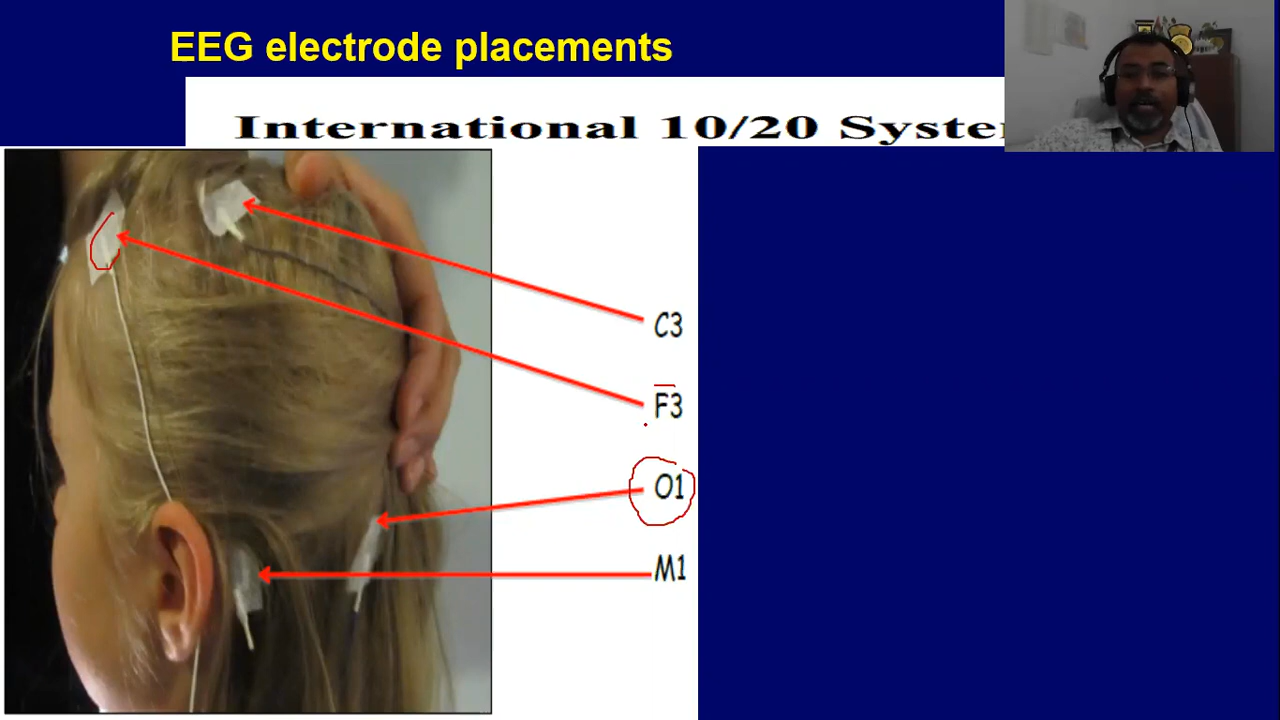 EEG electrode placements
International 10/20 Syste
C3
F3
O1
M1